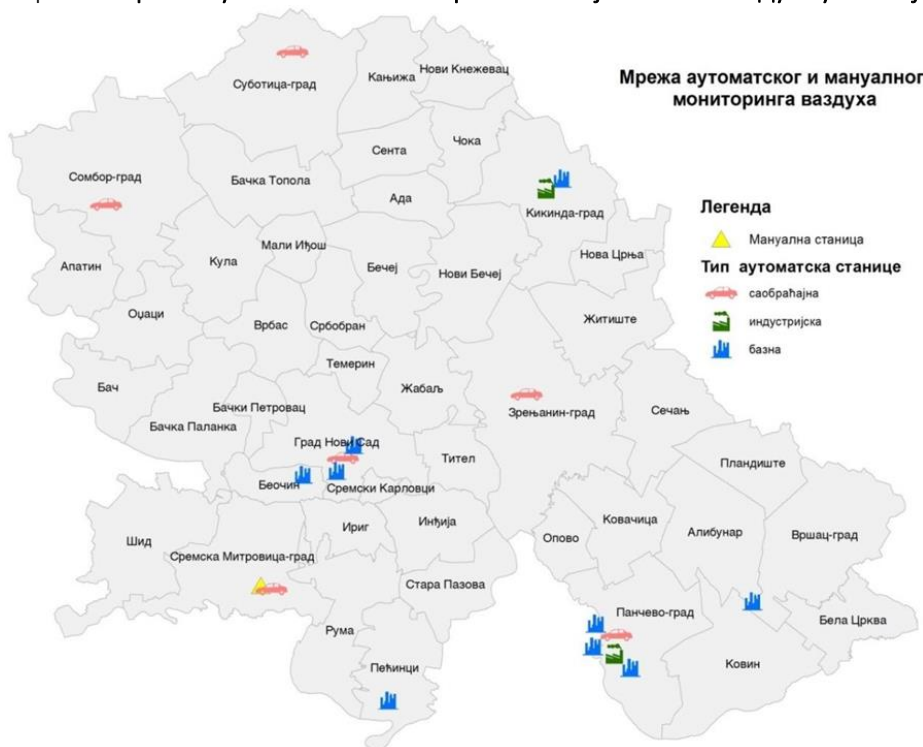 Мрежа аутоматског и мануалног
мониторинга ваздуха
Суботица-град
Кањижа
Нови Кнежевац
Чока
Сента
Сомбор-град
Бачка Топола
Ада
Кикинда-град
Мали Иђош
Апатин
Кула
Бечеј
Нови Бечеј
Нова Црња
Оџаци
Врбас
Србобран
Житиште
Темерин
Бач
Жабаљ
Бачки Петровац
Зрењанин-град
Сечањ
Бачка Паланка
Град Нови Сад
Тител
Пландиште
Беочин
Сремски Карловци
Ириг
Инђија
Ковачица
Шид
Опово
Алибунар
Вршац-град
Сремска Митровица-град
Стара Пазова
Панчево-град
Бела Црква
Рума
Пећинци
Ковин
Легенда
Мануална станица
Тип аутоматска станице
саобраћајна
индустријска
базна